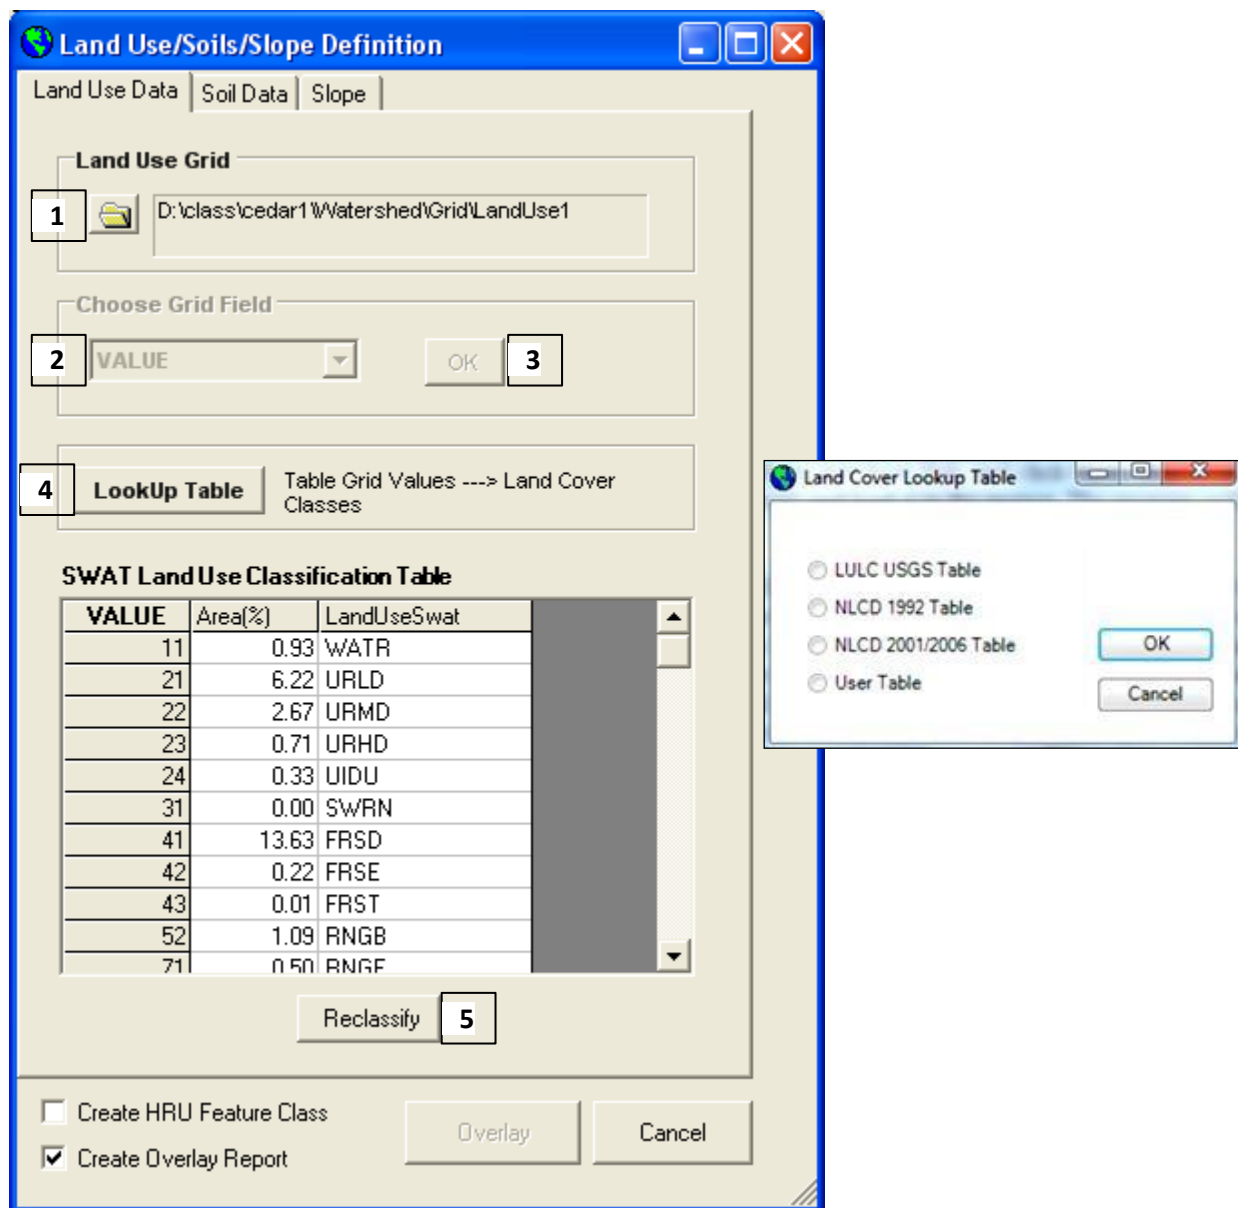 Land Use/Soils/Slope Definition
Land Use Data
Soil Data
Slope
Land Use Grid
1
D:\class\cedar1\Watershed\Grid\LandUse1
Choose Grid Field
2
VALUE
OK
3
4
LookUp Table
Table Grid Values ---> Land Cover
Classes
SWAT Land Use Classification Table
VALUE Area(%) LandUseSwat
11 0.93 WATR
21 6.22 URLD
22 2.67 URMD
23 0.71 URHD
24 0.33 UIDU
31 0.00 SWRN
41 13.63 FRSD
42 0.22 FRSE
43 0.01 FRST
52 1.09 RNGB
71 0.50 RNGE
Reclassify
5
Create HRU Feature Class
Create Overlay Report
Overlay
Cancel
Land Cover Lookup Table
LULC USGS Table
NLCD 1992 Table
NLCD 2001/2006 Table
User Table
OK
Cancel